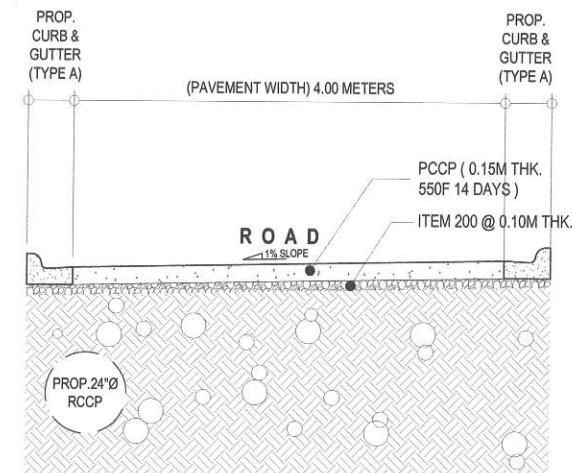 PROP.
CURB &
GUTTER
(TYPE A)
PROP.
CURB &
GUTTER
(TYPE A)
(PAVEMENT WIDTH) 4.00 METERS
PCCP ( 0.15M THK.
550F 14 DAYS )
ITEM 200 @ 0.10M THK.
ROAD
1% SLOPE
PROP.24"Ø
RCCP